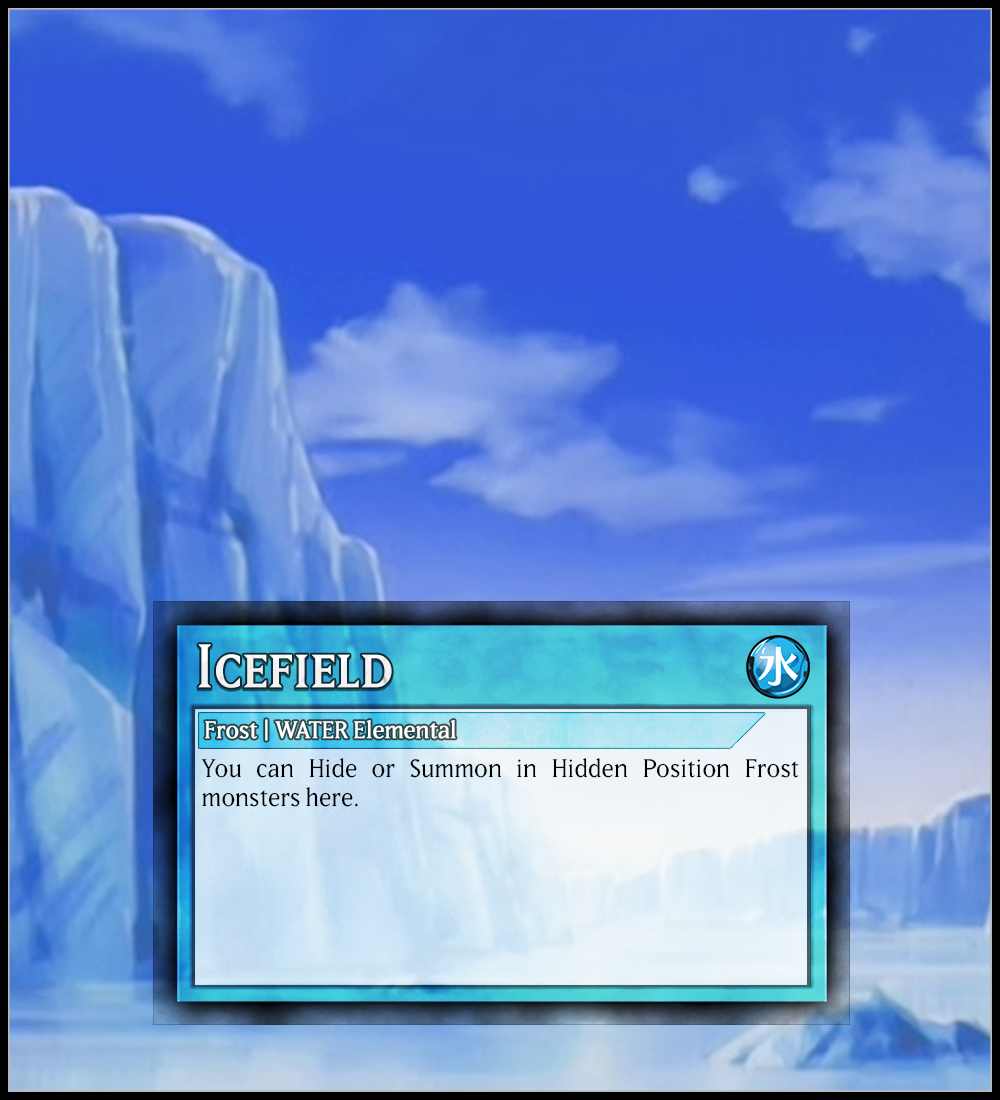 Icefield
水
Frost | WATER Elemental
You can Hide or Summon in Hidden Position Frost
monsters here.